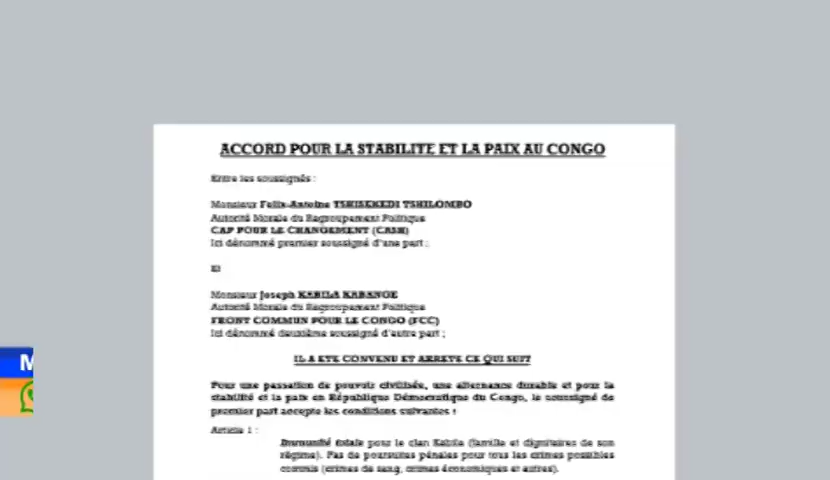 ACCORD POUR LA STABILITE ET LA PAIX AU CONGO
Entre les soussignés :
Monsieur Felix-Antoine TSHISEKEDI TSHILOMBO
Autorité Morale du Regroupement Politique
CAP POUR LE CHANGEMENT (CASH)
Ici dénommé premier soussigné d'une part ;
Et
Monsieur Joseph KABILA KABANGE
Autorité Morale du Regroupement Politique
FRONT COMMUN POUR LE CONGO (FCC)
Ici dénommé deuxième soussigné d'autre part ;
IL A ETE CONVENU ET ARRETE CE QUI SUIT
M
Pour une passation de pouvoir civilisée, une alternance durable et pour la
stabilité et la paix en République Démocratique du Congo, le soussigné de
premier part accepte les conditions suivantes :
Article 1 :
Immunité totale pour le clan Kabila (famille et dignitaires de son
régime). Pas de poursuites pénales pour tous les crimes possibles
commis (crimes de sang, crimes économiques et autres).